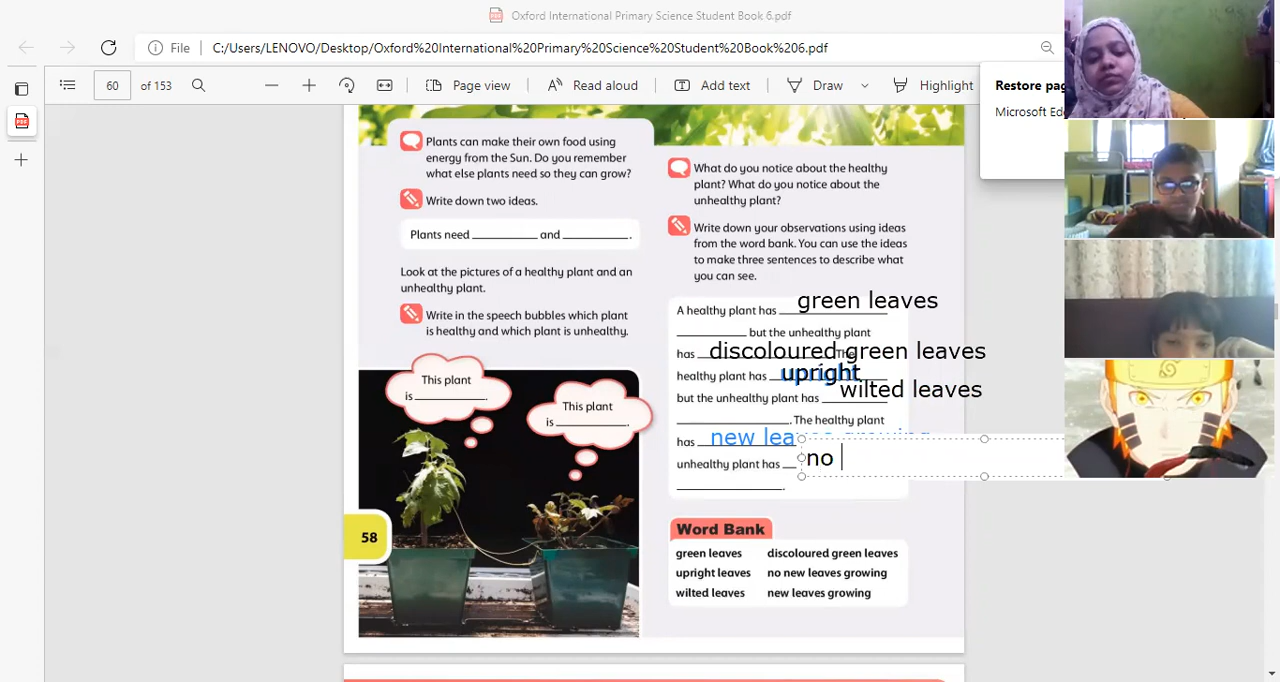 Oxford International Primary Science Student Book 6.pdf
File
C:/Users/LENOVO/Desktop/Oxford%20International%20Primary%20Science%20Student%20Book%206.pdf
60 of 153
Page view
Read aloud
Add text
Draw
Highlight
Restore pag
Microsoft Ed
Plants can make their own food using
energy from the Sun. Do you remember
what else plants need so they can grow?
Write down two ideas.
Plants need __________ and __________.
Look at the pictures of a healthy plant and an
unhealthy plant.
Write in the speech bubbles which plant
is healthy and which plant is unhealthy.
This plant
is __________.
This plant
is __________.
58
What do you notice about the healthy
plant? What do you notice about the
unhealthy plant?
Write down your observations using ideas
from the word bank. You can use the ideas
to make three sentences to describe what
you can see.
A healthy plant has green leaves
__________ but the unhealthy plant
has discoloured green leaves The
healthy plant has upright
but the unhealthy plant has wilted leaves
__________. The healthy plant
has new leaves growing
unhealthy plant has no
__________.
Word Bank
green leaves discoloured green leaves
upright leaves no new leaves growing
wilted leaves new leaves growing